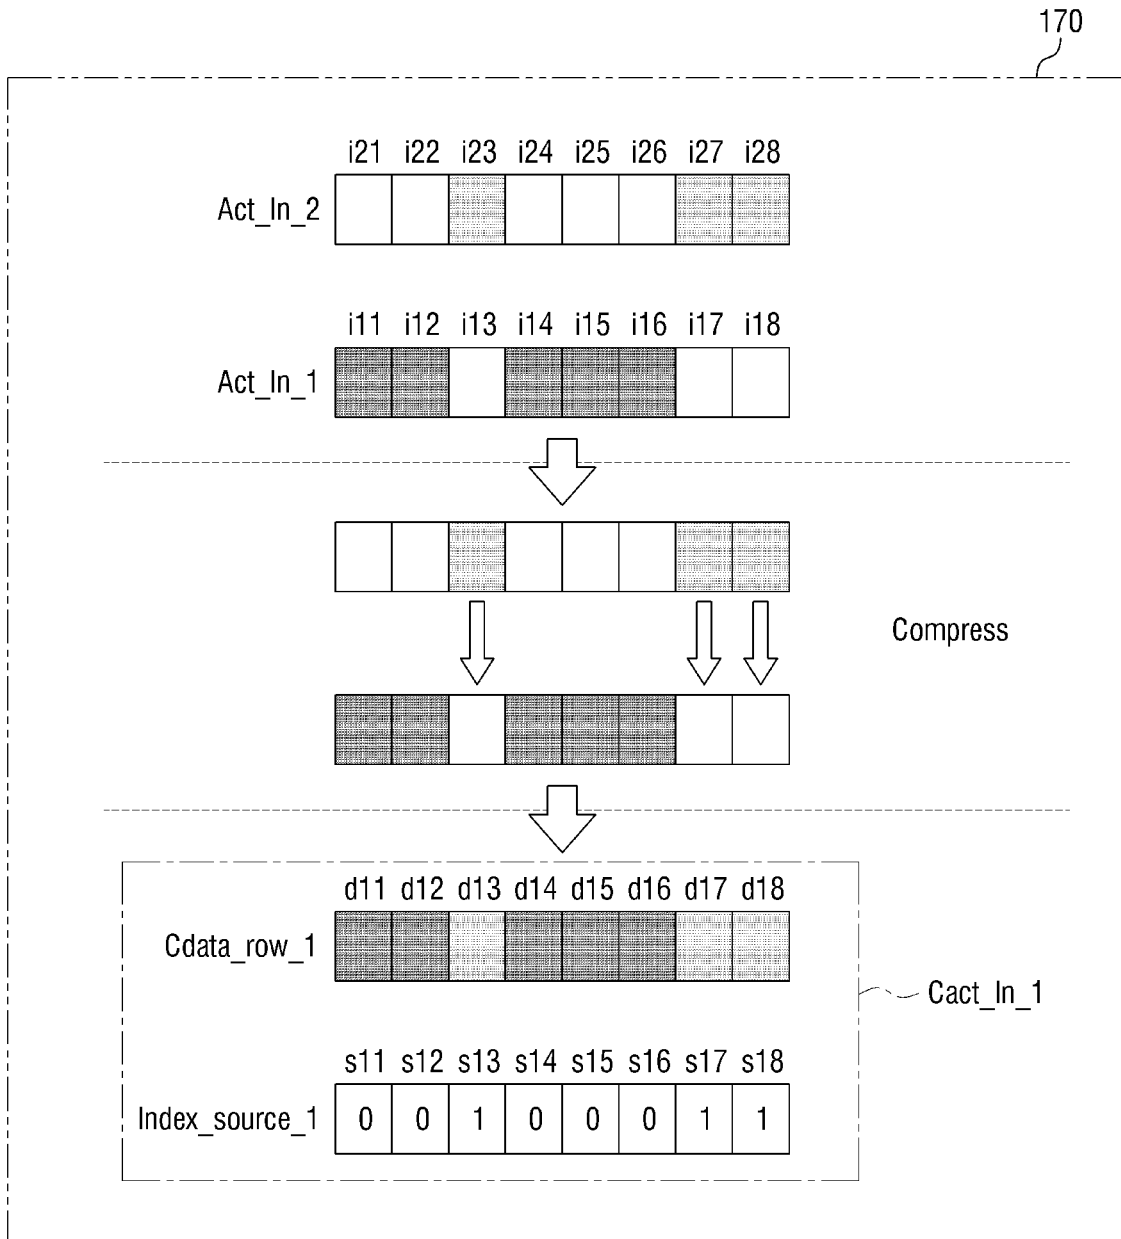 170
i21 i22 i23 i24 i25 i26 i27 i28
Act_In_2
i11 i12 i13 i14 i15 i16 i17 i18
Act_In_1
Compress
d11 d12 d13 d14 d15 d16 d17 d18
Cdata_row_1
Cact_In_1
s11 s12 s13 s14 s15 s16 s17 s18
Index_source_1 0 0 1 0 0 0 1 1